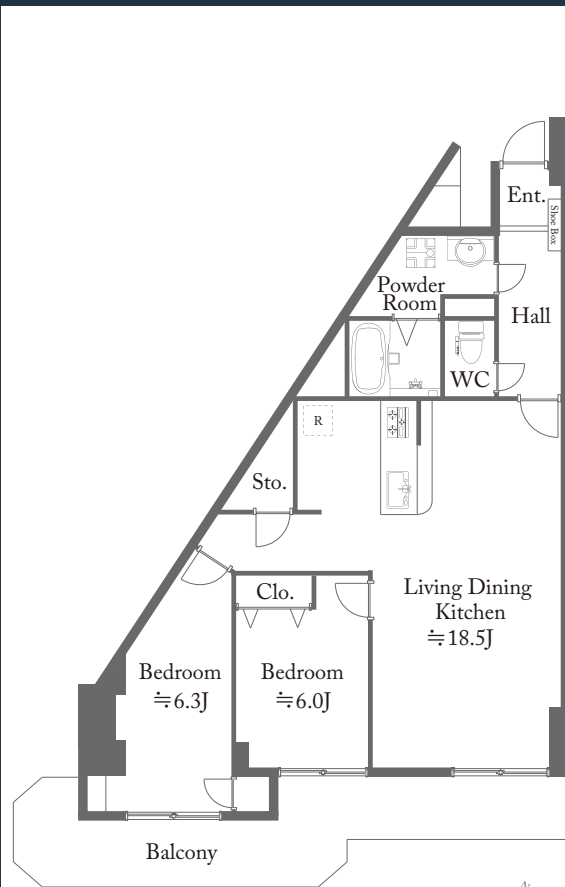 Ent.
Shoe Box
Powder
Room
Hall
WC
R
Sto.
Clo.
Living Dining
Kitchen
≒18.5J
Bedroom
≒6.3J
Bedroom
≒6.0J
Balcony